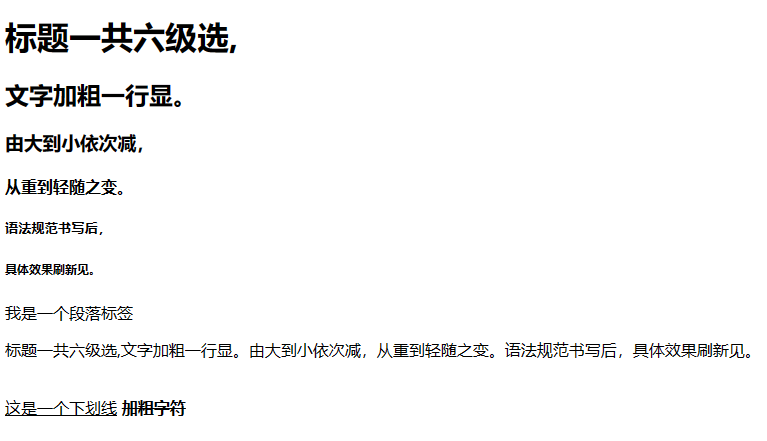 标题一共六级选,
文字加粗一行显。
由大到小依次减，
从重到轻随之变。
语法规范书写后，
具体效果刷新见。
我是一个段落标签
标题一共六级选,文字加粗一行显。由大到小依次减，从重到轻随之变。语法规范书写后，具体效果刷新见。
这是一个下划线 加粗字符